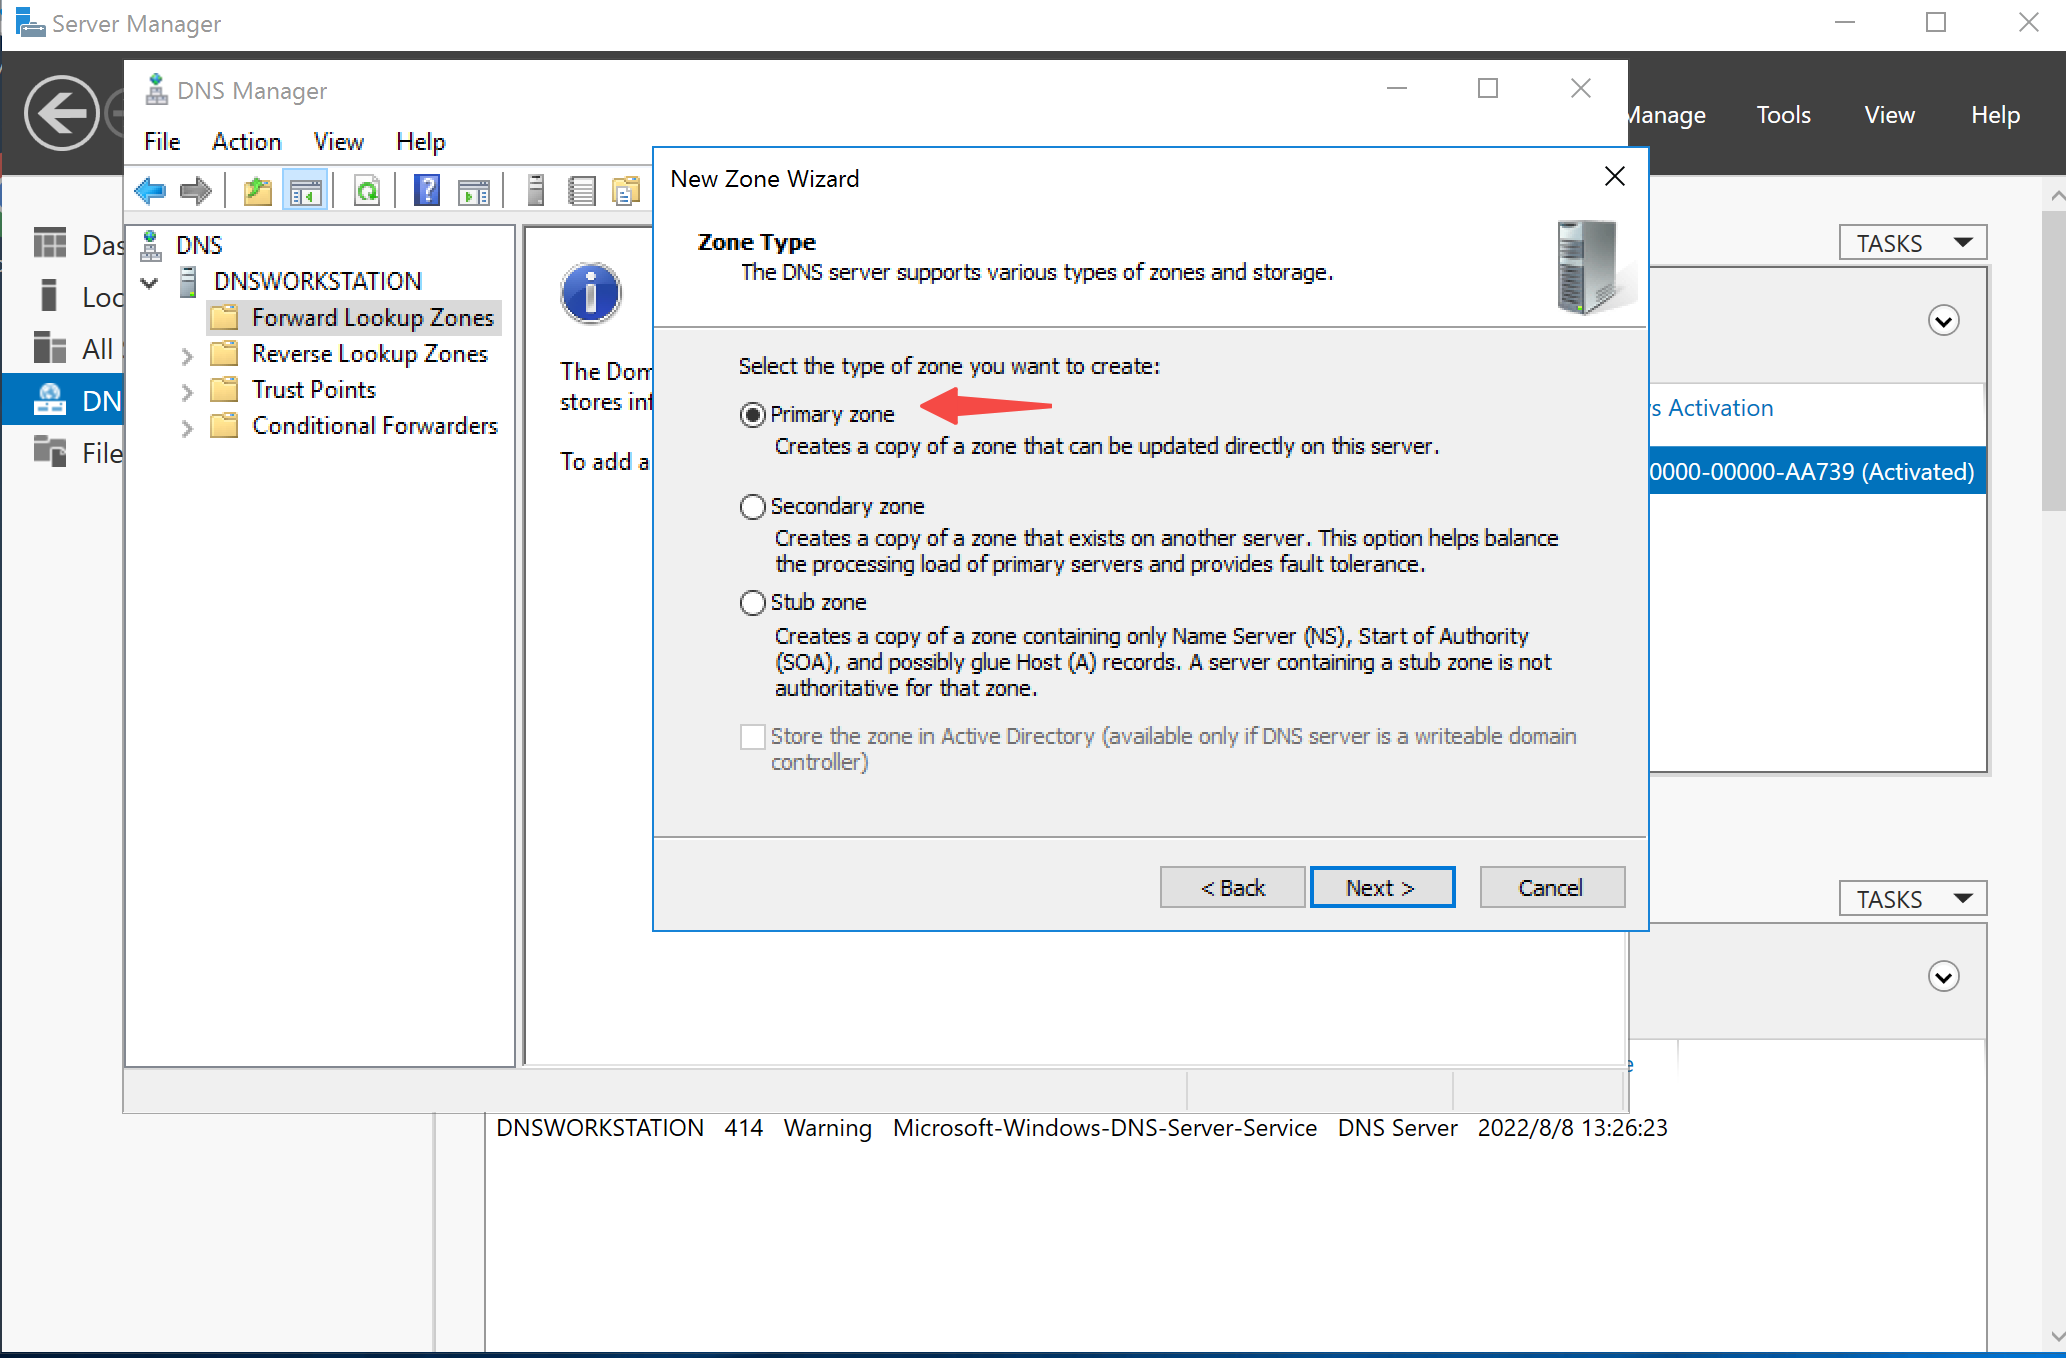 Server Manager
DNS Manager
Manage Tools View Help
File Action View Help
New Zone Wizard
Zone Type
The DNS server supports various types of zones and storage.
TASKS
DNS
DNSWORKSTATION
Forward Lookup Zones
Reverse Lookup Zones
Trust Points
Conditional Forwarders
Das
Loc
All
DN
File
The Dom
stores inf
To add a
Select the type of zone you want to create:
Primary zone
Creates a copy of a zone that can be updated directly on this server.
Secondary zone
Creates a copy of a zone that exists on another server. This option helps balance
the processing load of primary servers and provides fault tolerance.
Stub zone
Creates a copy of a zone containing only Name Server (NS), Start of Authority
(SOA), and possibly glue Host (A) records. A server containing a stub zone is not
authoritative for that zone.
Store the zone in Active Directory (available only if DNS server is a writeable domain
controller)
< Back Next > Cancel
s Activation
0000-00000-AA739 (Activated)
TASKS
DNSWORKSTATION 414 Warning Microsoft-Windows-DNS-Server-Service DNS Server 2022/8/8 13:26:23